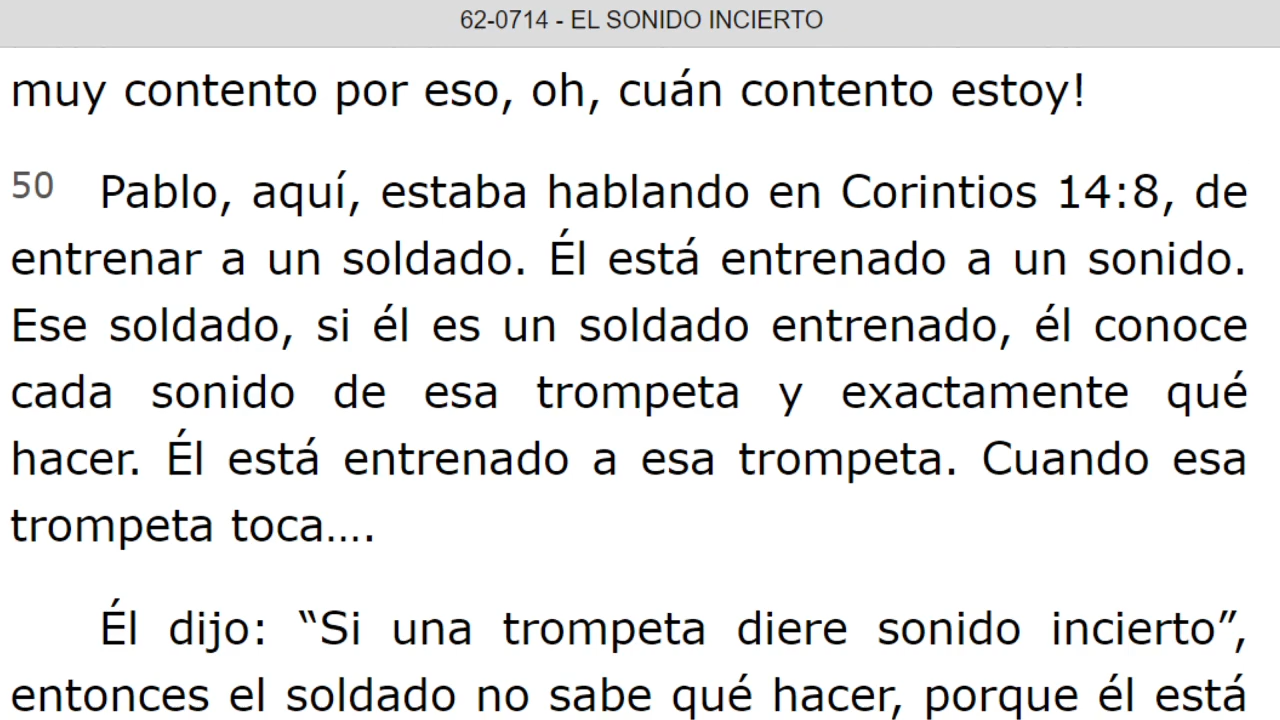 62-0714 - EL SONIDO INCIERTO
muy contento por eso, oh, cuán contento estoy!
50 Pablo, aquí, estaba hablando en Corintios 14:8, de
entrenar a un soldado. Él está entrenado a un sonido.
Ese soldado, si él es un soldado entrenado, él conoce
cada sonido de esa trompeta y exactamente qué
hacer. Él está entrenado a esa trompeta. Cuando esa
trompeta toca….
Él dijo: “Si una trompeta diere sonido incierto”,
entonces el soldado no sabe qué hacer, porque él está